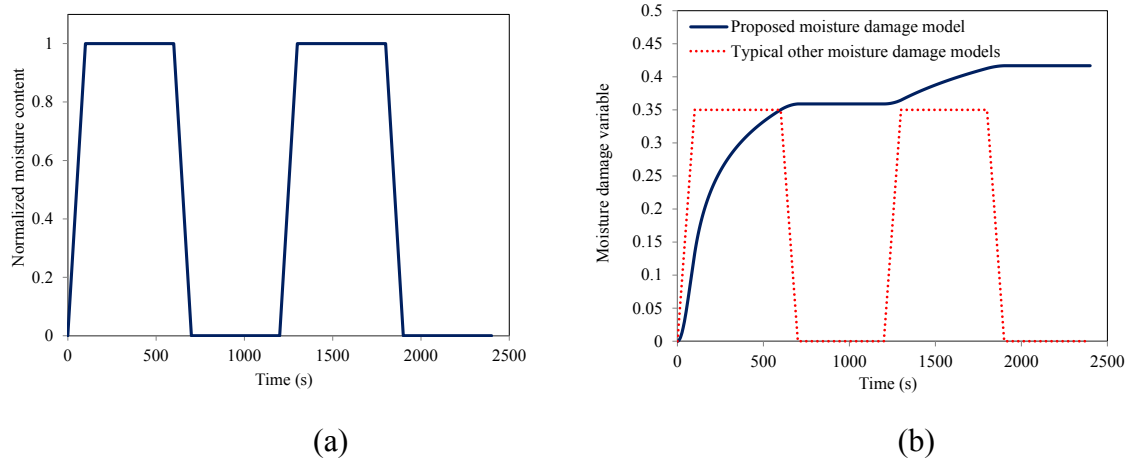 1
0.8
0.6
0.4
0.2
0
Normalized moisture content
0 500 1000 1500 2000 2500
Time (s)
(a)
0.5
0.45
0.4
0.35
0.3
0.25
0.2
0.15
0.1
0.05
0
Moisture damage variable
Proposed moisture damage model
Typical other moisture damage models
0 500 1000 1500 2000 2500
Time (s)
(b)